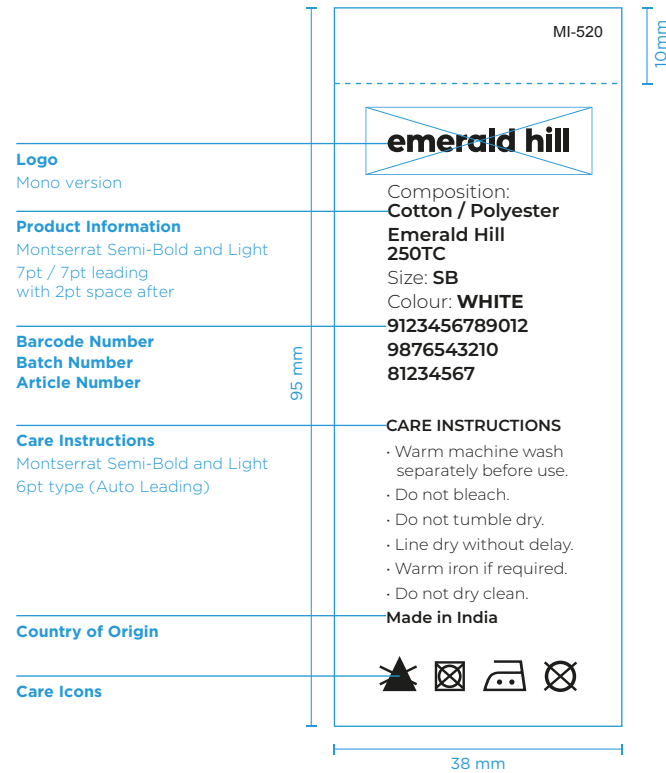 MI-520
10mm
emerald hill
Logo
Mono version
Composition:
Cotton / Polyester
Product Information
Montserrat Semi-Bold and Light
7pt / 7pt leading
with 2pt space after
Emerald Hill
250TC
Size: SB
Colour: WHITE
Barcode Number
Batch Number
Article Number
9123456789012
9876543210
81234567
95 mm
CARE INSTRUCTIONS
Care Instructions
Montserrat Semi-Bold and Light
6pt type (Auto Leading)
· Warm machine wash
separately before use.
· Do not bleach.
· Do not tumble dry.
· Line dry without delay.
· Warm iron if required.
· Do not dry clean.
Made in India
Country of Origin
Care Icons
38 mm